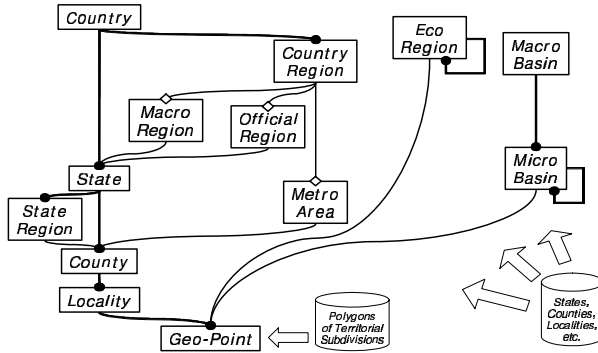 Country
Country
Region
Eco
Region
Macro
Basin
Macro
Region
Official
Region
State
Micro
Basin
State
Region
Metro
Area
County
Locality
Geo-Point
Polygons
of Territorial
Subdivisions
States,
Counties,
Localities,
etc.